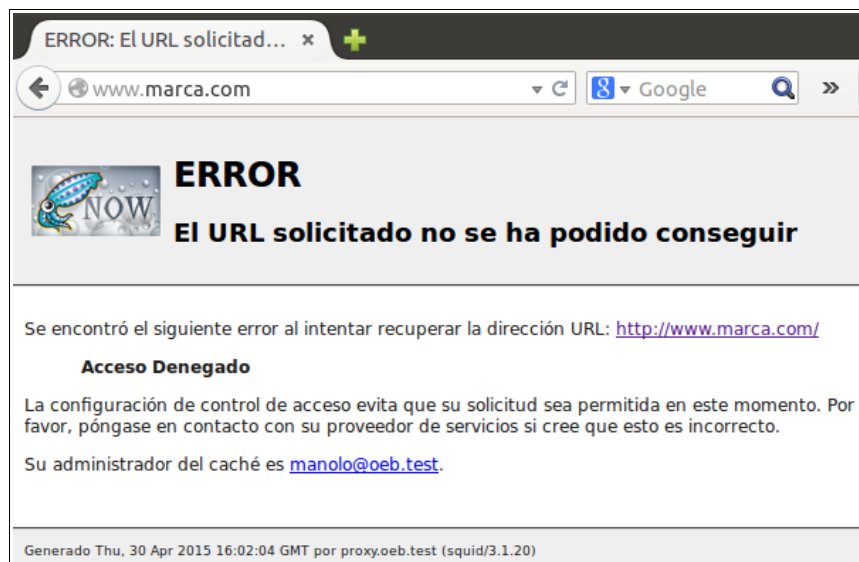 ERROR: El URL solicitad...
www.marca.com
8 Google
NOW
ERROR
El URL solicitado no se ha podido conseguir
Se encontró el siguiente error al intentar recuperar la dirección URL: http://www.marca.com/
Acceso Denegado
La configuración de control de acceso evita que su solicitud sea permitida en este momento. Por
favor, póngase en contacto con su proveedor de servicios si cree que esto es incorrecto.
Su administrador del caché es manolo@oeb.test.
Generado Thu, 30 Apr 2015 16:02:04 GMT por proxy.oeb.test (squid/3.1.20)